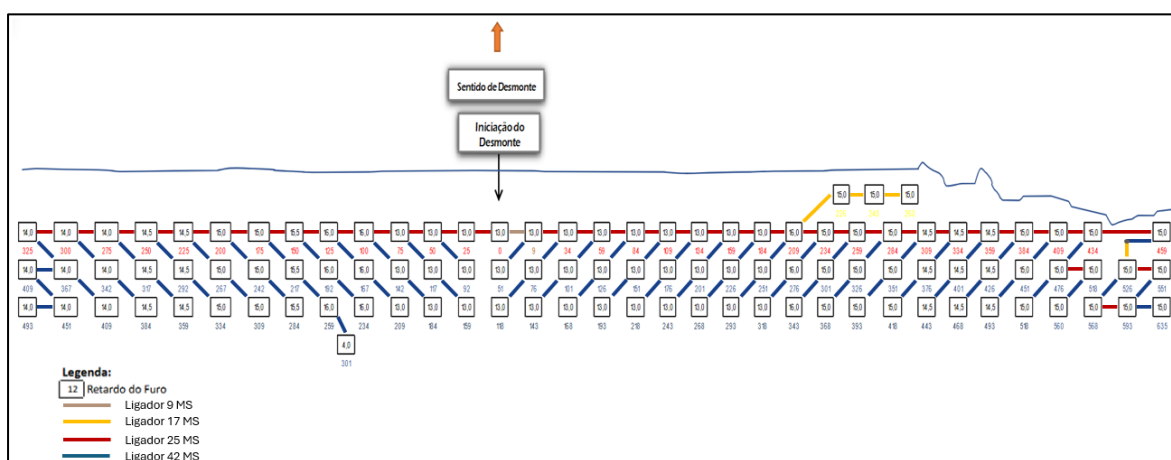 Sentido de Desmonte
Iniciação do
Desmonte
15,0 15,0 15,0
14,0 14,0 14,0 14,5 14,5 15,0 15,0 15,5 16,0 16,0 13,0 13,0 13,0 13,0 13,0 13,0 13,0 13,0 13,0 13,0 13,0 13,0 16,0 15,0 15,0 15,0 14,5 14,5 15,0 15,0 15,0 15,0
325 300 275 250 225 200 175 150 125 100 75 50 25 0 9 34 59 84 109 134 159 184 209 234 259 284 309 334 359 384 409 434 459
409 367 342 317 292 267 242 217 192 167 142 117 92 51 76 101 126 151 176 201 226 251 276 301 326 351 376 401 426 451 476 518 526 551
493 451 409 384 359 334 309 284 259 234 209 184 159 118 143 168 193 218 243 268 293 318 343 368 393 418 443 468 493 518 560 568 593 635
4,0
301
Legenda:
12 Retardo do Furo
Ligador 9 MS
Ligador 17 MS
Ligador 25 MS
Ligador 42 MS